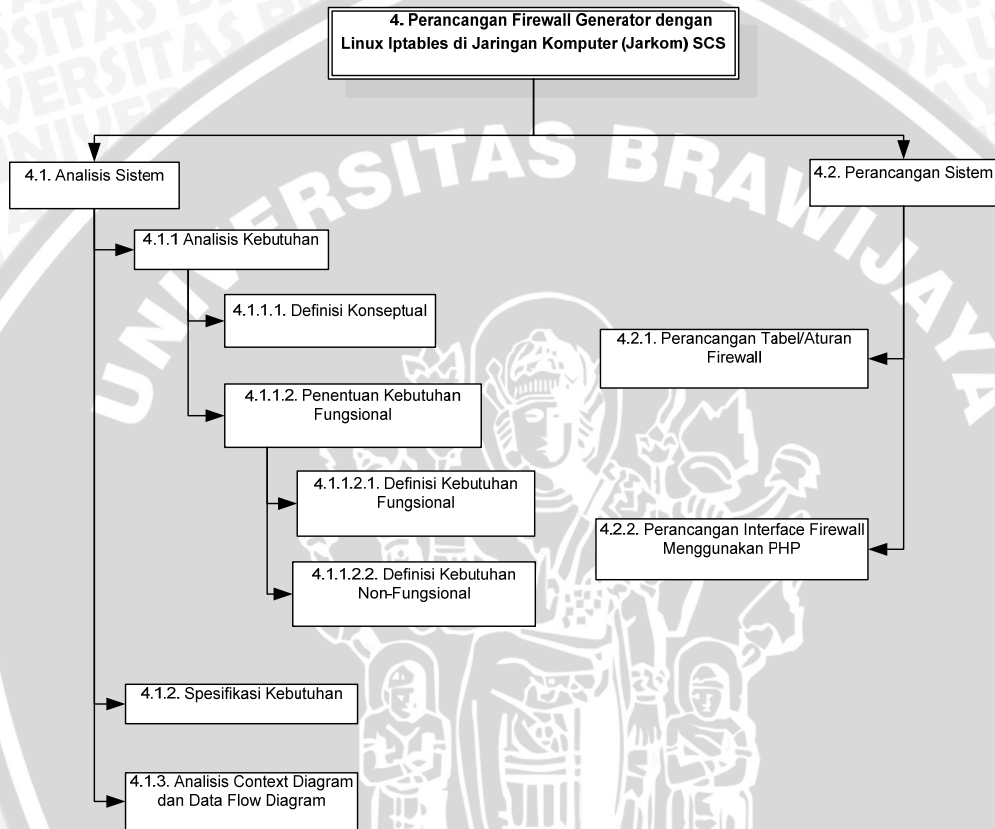 4. Perancangan Firewall Generator dengan
Linux Iptables di Jaringan Komputer (Jarkom) SCS
4.1. Analisis Sistem
4.2. Perancangan Sistem
4.1.1 Analisis Kebutuhan
4.1.1.1. Definisi Konseptual
4.1.1.2. Penentuan Kebutuhan
Fungsional
4.1.1.2.1. Definisi Kebutuhan
Fungsional
4.1.1.2.2. Definisi Kebutuhan
Non-Fungsional
4.1.2. Spesifikasi Kebutuhan
4.1.3. Analisis Context Diagram
dan Data Flow Diagram
4.2.1. Perancangan Tabel/Aturan
Firewall
4.2.2. Perancangan Interface Firewall
Menggunakan PHP
UNIVERSITAS BRAWIJAYA